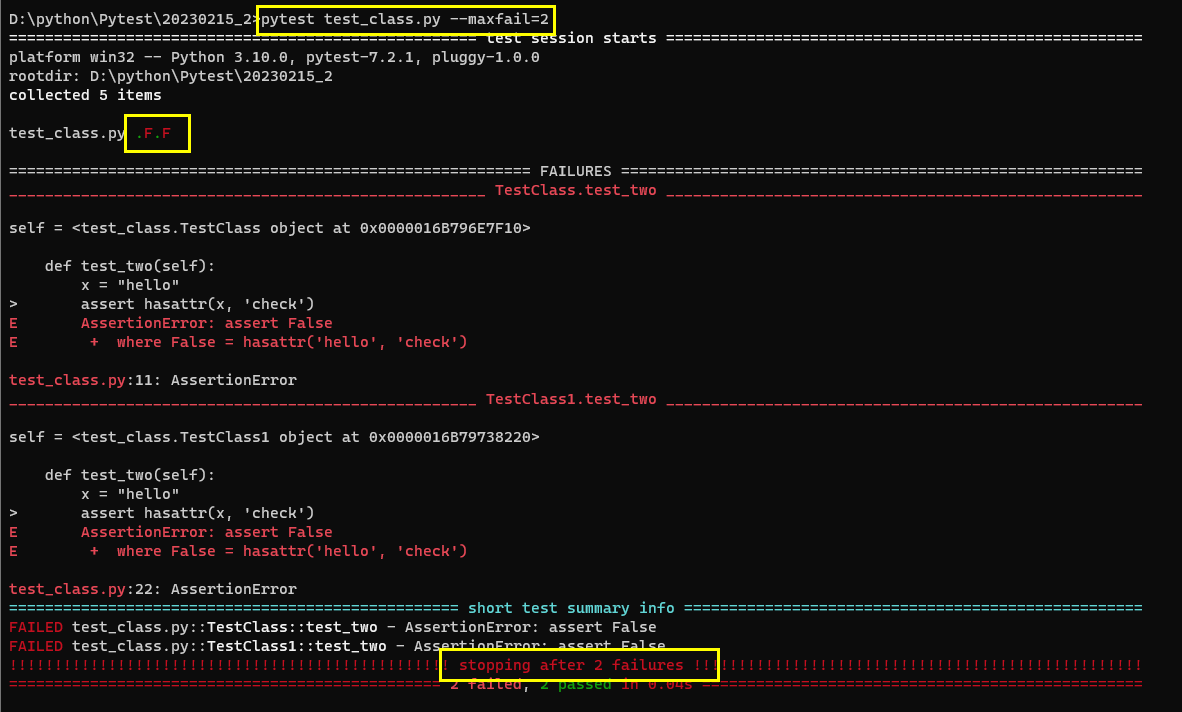 D:\python\Pytest\20230215_2>pytest test_class.py --maxfail=2
==================================================== test session starts =====================================================
platform win32 -- Python 3.10.0, pytest-7.2.1, pluggy-1.0.0
rootdir: D:\python\Pytest\20230215_2
collected 5 items
test_class.py .F.F
========================================================== FAILURES ==========================================================
_____________________________________________________ TestClass.test_two _____________________________________________________
self = <test_class.TestClass object at 0x0000016B796E7F10>
    def test_two(self):
        x = "hello"
>       assert hasattr(x, 'check')
E       AssertionError: assert False
E        +  where False = hasattr('hello', 'check')
test_class.py:11: AssertionError
____________________________________________________ TestClass1.test_two _____________________________________________________
self = <test_class.TestClass1 object at 0x0000016B79738220>
    def test_two(self):
        x = "hello"
>       assert hasattr(x, 'check')
E       AssertionError: assert False
E        +  where False = hasattr('hello', 'check')
test_class.py:22: AssertionError
================================================== short test summary info ===================================================
FAILED test_class.py::TestClass::test_two - AssertionError: assert False
FAILED test_class.py::TestClass1::test_two - AssertionError: assert False
!!!!!!!!!!!!!!!!!!!!!!!!!!!!!!!!!!!!!!!!!!!!!!!!! stopping after 2 failures !!!!!!!!!!!!!!!!!!!!!!!!!!!!!!!!!!!!!!!!!!!!!!!!!!
================================================ 2 failed, 2 passed in 0.04s =================================================